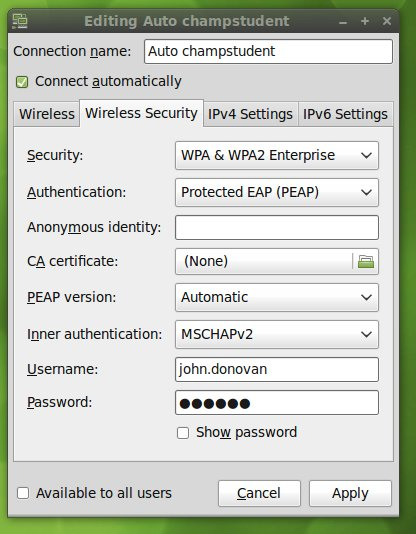 Editing Auto champstudent
Connection name: Auto champstudent
Connect automatically
Wireless Wireless Security IPv4 Settings IPv6 Settings
Security: WPA & WPA2 Enterprise
Authentication: Protected EAP (PEAP)
Anonymous identity:
CA certificate: (None)
PEAP version: Automatic
Inner authentication: MSCHAPv2
Username: john.donovan
Password: ●●●●●●
Show password
Available to all users Cancel Apply